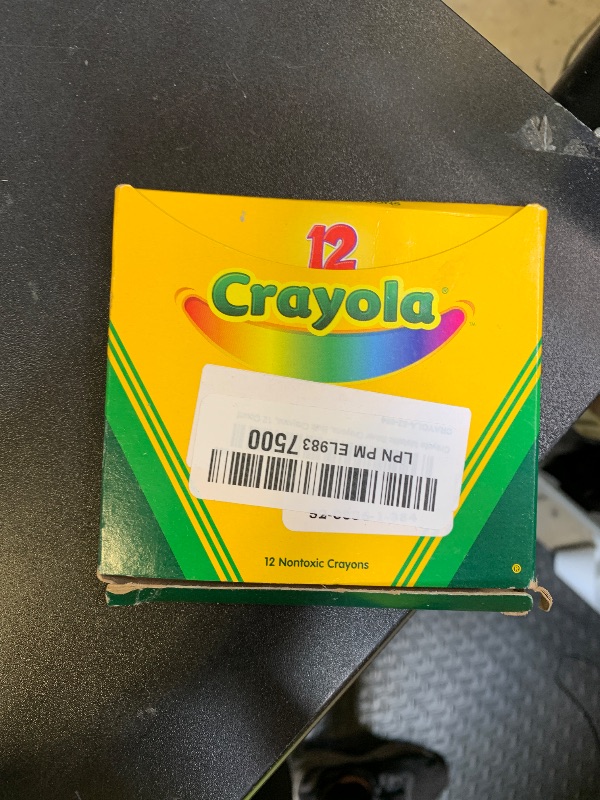 12
Crayola
LPN PM EL983 7500
12 Nontoxic Crayons